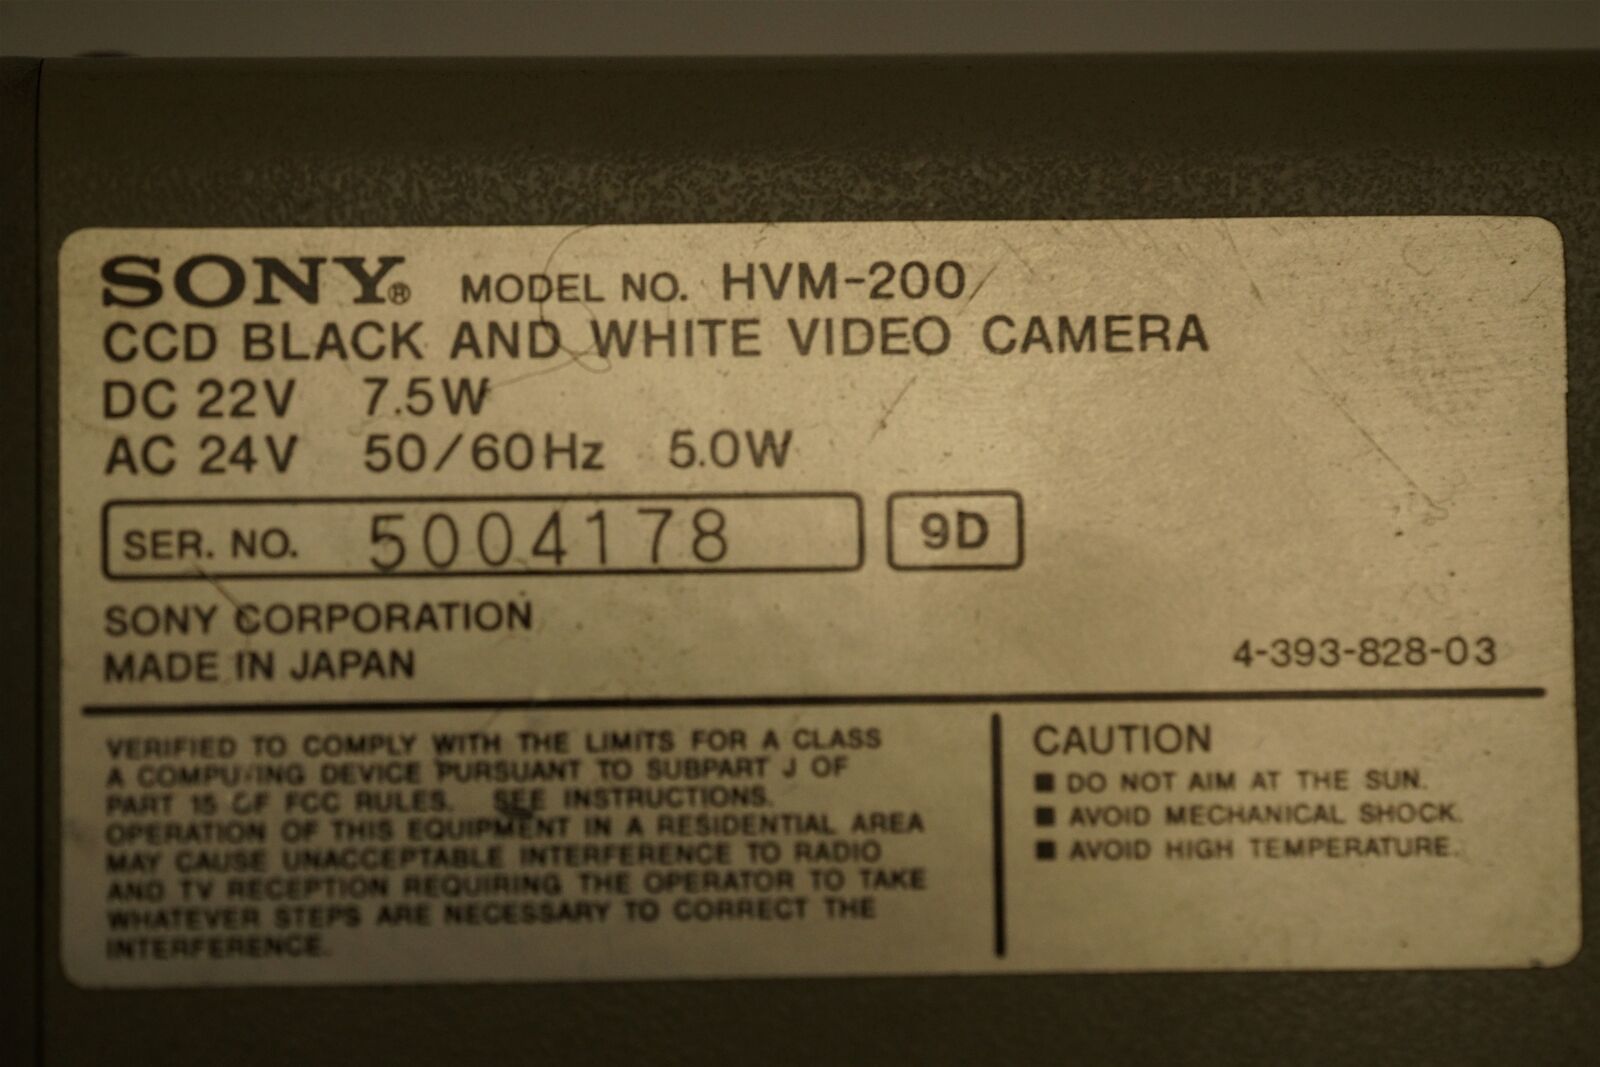 SONY® MODEL NO. HVM-200
CCD BLACK AND WHITE VIDEO CAMERA
DC 22V 7.5W
AC 24V 50/60Hz 5.0W
SER. NO. 5004178 9D
SONY CORPORATION
MADE IN JAPAN
4-393-828-03
VERIFIED TO COMPLY WITH THE LIMITS FOR A CLASS
A COMPUTING DEVICE PURSUANT TO SUBPART J OF
PART 15 OF FCC RULES. SEE INSTRUCTIONS.
OPERATION OF THIS EQUIPMENT IN A RESIDENTIAL AREA
MAY CAUSE UNACCEPTABLE INTERFERENCE TO RADIO
AND TV RECEPTION REQUIRING THE OPERATOR TO TAKE
WHATEVER STEPS ARE NECESSARY TO CORRECT THE
INTERFERENCE.
CAUTION
■ DO NOT AIM AT THE SUN.
■ AVOID MECHANICAL SHOCK.
■ AVOID HIGH TEMPERATURE.